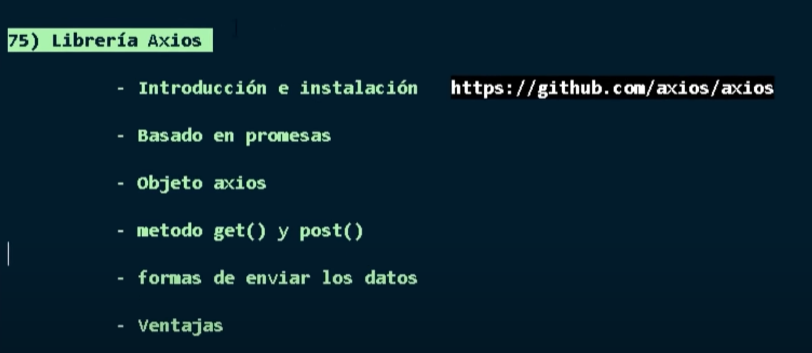 75) Librería Axios
- Introducción e instalación https://github.com/axios/axios
- Basado en promesas
- Objeto axios
- metodo get() y post()
- formas de enviar los datos
- Ventajas